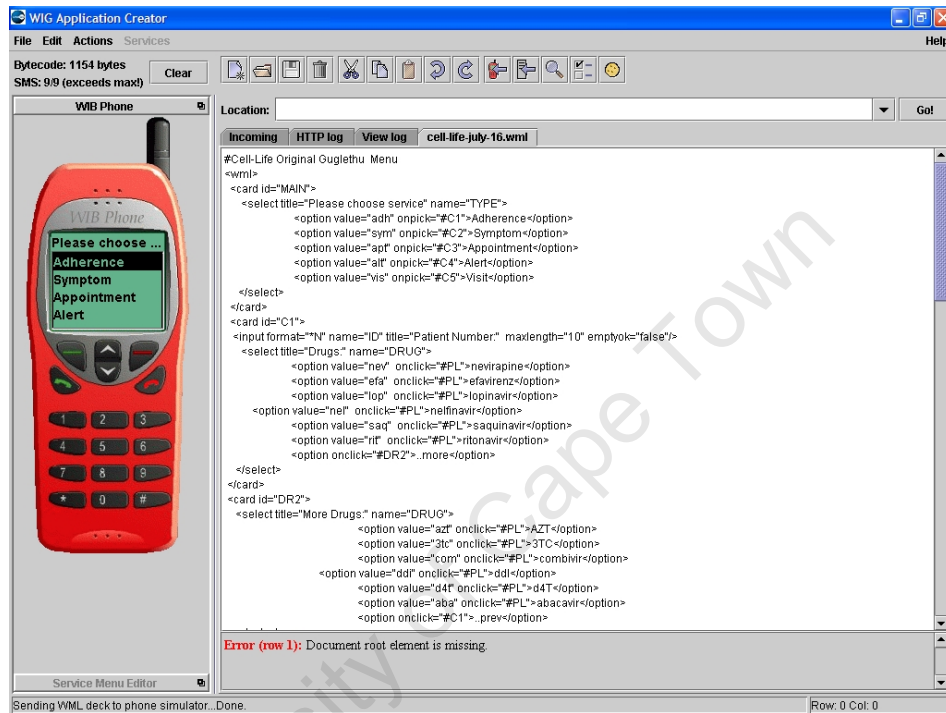 WIG Application Creator
File Edit Actions Services Help
Bytecode: 1154 bytes
SMS: 9/9 (exceeds max!)
Clear
WIB Phone
Location:
Go!
Incoming HTTP log View log cell-life-july-16.wml
WIB Phone
Please choose ...
Adherence
Symptom
Appointment
Alert
1 2 3
4 5 6
7 8 9
* 0 #
#Cell-Life Original Guglethu Menu
<wml>
<card id="MAIN">
<select title="Please choose service" name="TYPE">
<option value="adh" onpick="#C1">Adherence</option>
<option value="sym" onpick="#C2">Symptom</option>
<option value="apt" onpick="#C3">Appointment</option>
<option value="alt" onpick="#C4">Alert</option>
<option value="vis" onpick="#C5">Visit</option>
</select>
</card>
<card id="C1">
<input format="*N" name="ID" title="Patient Number:" maxlength="10" emptyok="false"/>
<select title="Drugs:" name="DRUG">
<option value="nev" onclick="#PL">nevirapine</option>
<option value="efa" onclick="#PL">efavirenz</option>
<option value="lop" onclick="#PL">lopinavir</option>
<option value="nel" onclick="#PL">nelfinavir</option>
<option value="saq" onclick="#PL">saquinavir</option>
<option value="rit" onclick="#PL">ritonavir</option>
<option onclick="#DR2">..more</option>
</select>
</card>
<card id="DR2">
<select title="More Drugs:" name="DRUG">
<option value="azt" onclick="#PL">AZT</option>
<option value="3tc" onclick="#PL">3TC</option>
<option value="com" onclick="#PL">combivir</option>
<option value="ddi" onclick="#PL">ddI</option>
<option value="d4t" onclick="#PL">d4T</option>
<option value="aba" onclick="#PL">abacavir</option>
<option onclick="#C1">..prev</option>
Error (row 1): Document root element is missing.
Service Menu Editor
Sending WML deck to phone simulator...Done.
Row: 0 Col: 0
sity of Cape Town